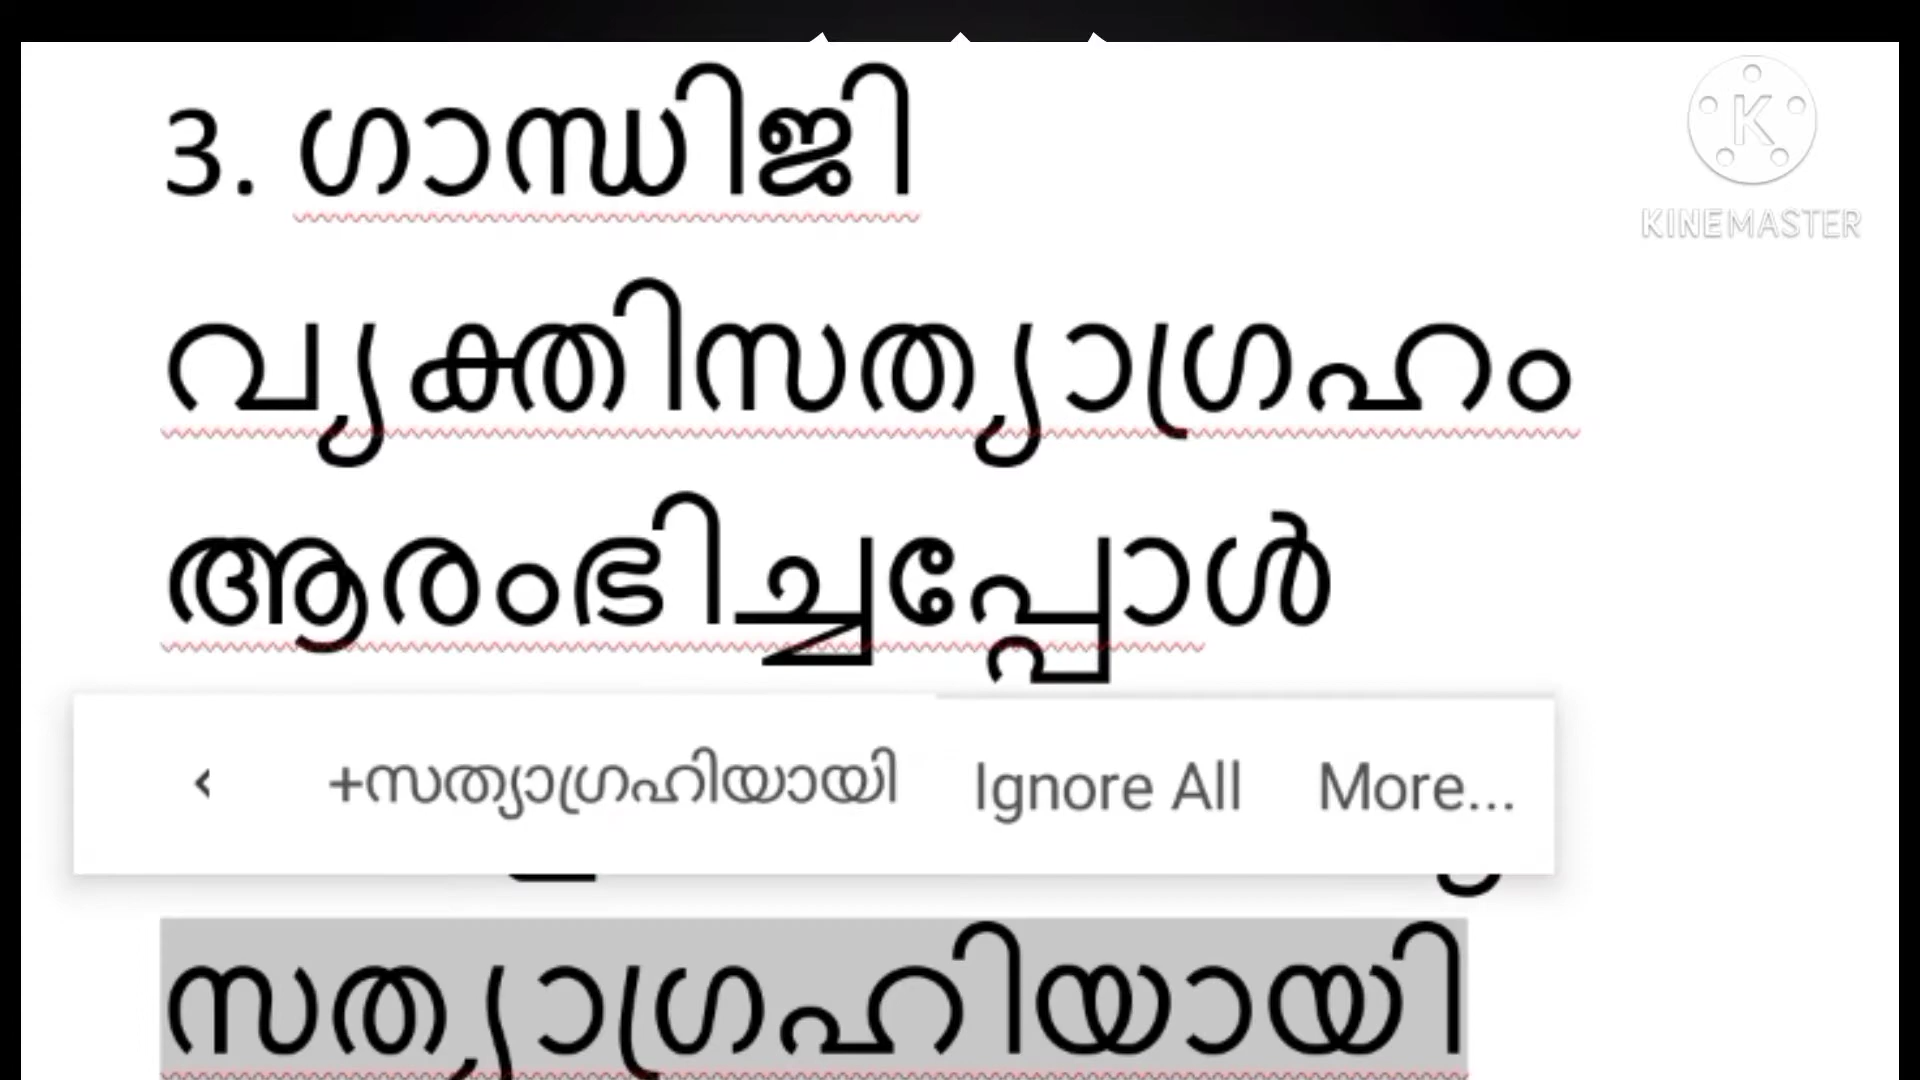 3. ഗാന്ധിജി
K
KINEMASTER
വ്യക്തിസത്യാഗ്രഹം
ആരംഭിച്ചപ്പോൾ
‹ +സത്യാഗ്രഹിയായി Ignore All More...
സത്യാഗ്രഹിയായി